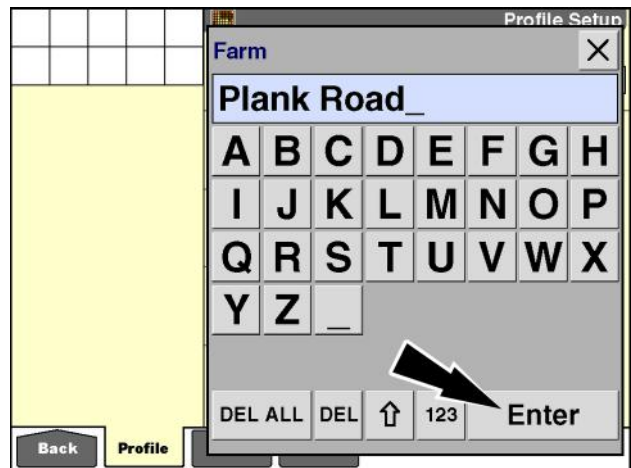 Profile Setup
Farm X
Plank Road_
A B C D E F G H
I J K L M N O P
Q R S T U V W X
Y Z _
DEL ALL DEL ⇧ 123 Enter
Back Profile